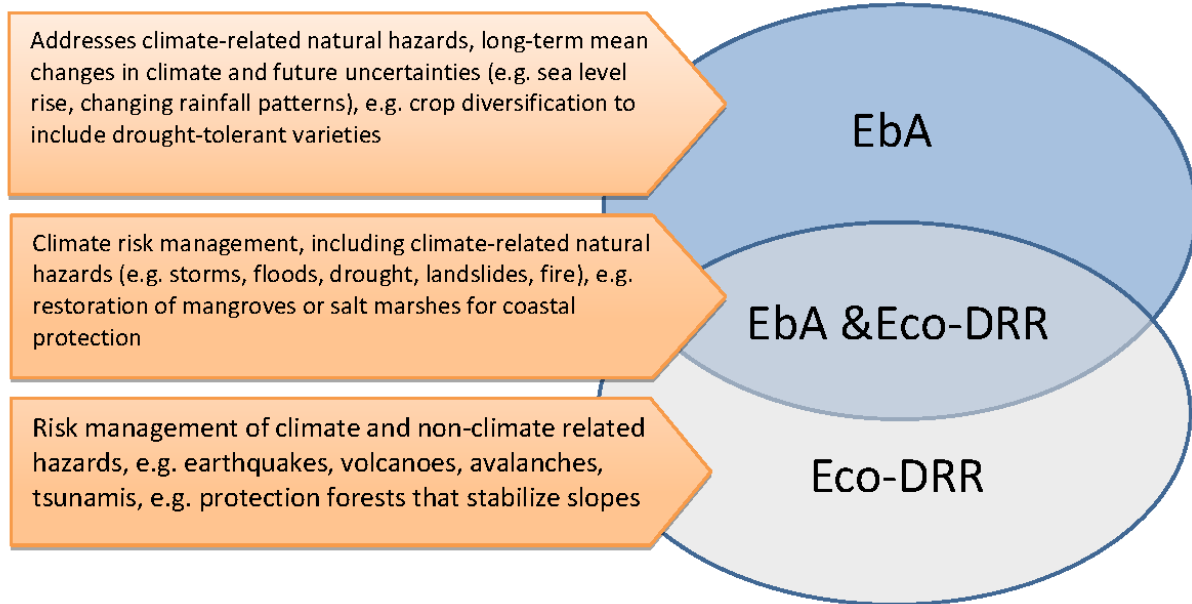 Addresses climate-related natural hazards, long-term mean
changes in climate and future uncertainties (e.g. sea level
rise, changing rainfall patterns), e.g. crop diversification to
include drought-tolerant varieties
EbA
Climate risk management, including climate-related natural
hazards (e.g. storms, floods, drought, landslides, fire), e.g.
restoration of mangroves or salt marshes for coastal
protection
EbA &Eco-DRR
Risk management of climate and non-climate related
hazards, e.g. earthquakes, volcanoes, avalanches,
tsunamis, e.g. protection forests that stabilize slopes
Eco-DRR